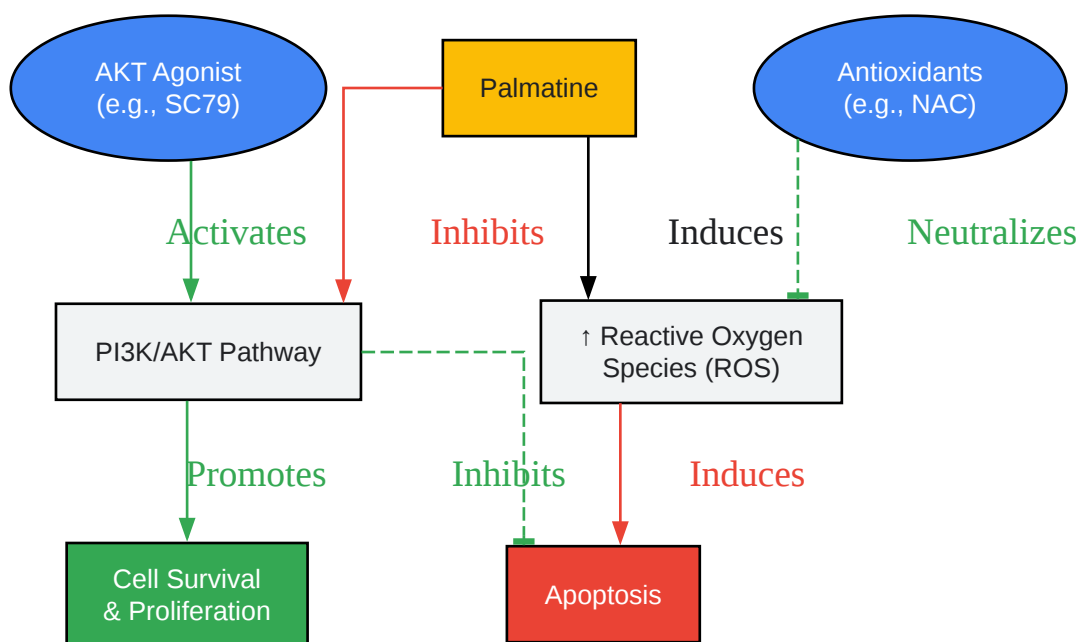 AKT Agonist
(e.g., SC79)
Palmatine
Antioxidants
(e.g., NAC)
Activates
Inhibits
Induces
Neutralizes
PI3K/AKT Pathway
↑ Reactive Oxygen
Species (ROS)
Promotes
Inhibits
Induces
Cell Survival
& Proliferation
Apoptosis